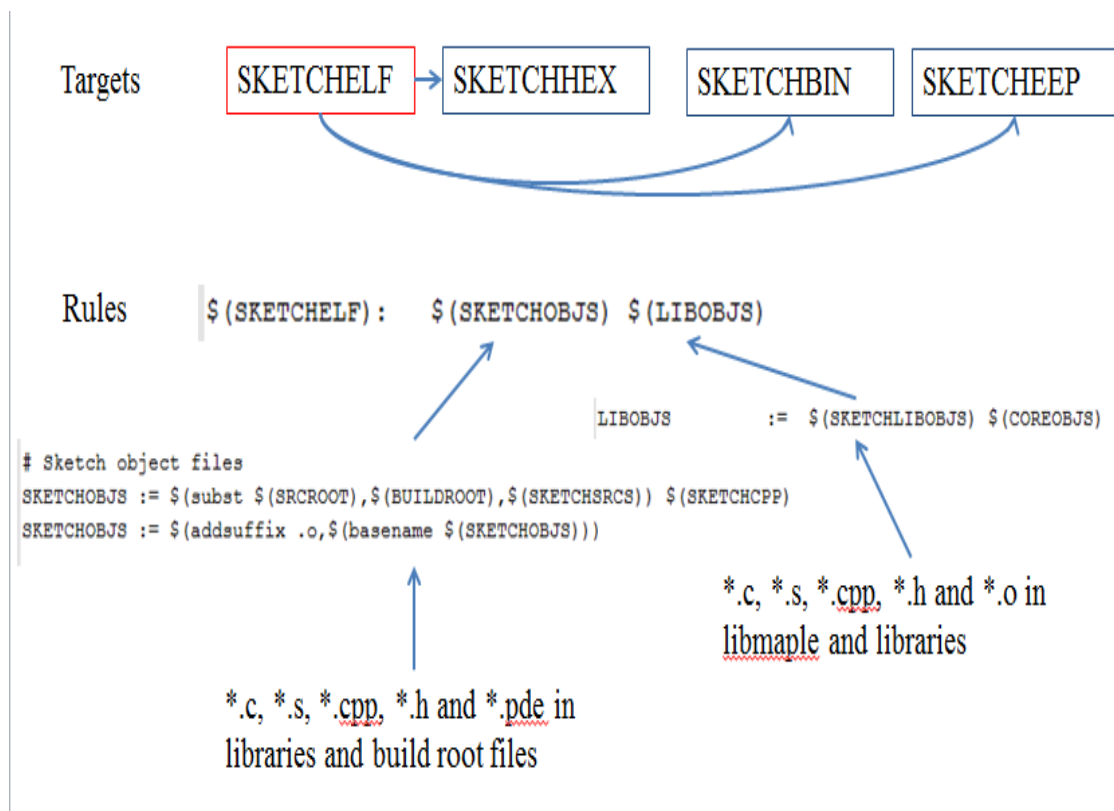 Targets
SKETCHELF
SKETCHHEX
SKETCHBIN
SKETCHEEP
Rules
$(SKETCHELF): $(SKETCHOBJS) $(LIBOBJS)
LIBOBJS := $(SKETCHLIBOBJS) $(COREOBJS)
# Sketch object files
SKETCHOBJS := $(subst $(SRCROOT),$(BUILDROOT),$(SKETCHSRCS)) $(SKETCHCPP)
SKETCHOBJS := $(addsuffix .o,$(basename $(SKETCHOBJS)))
*.c, *.s, *.cpp, *.h and *.o in
libmaple and libraries
*.c, *.s, *.cpp, *.h and *.pde in
libraries and build root files